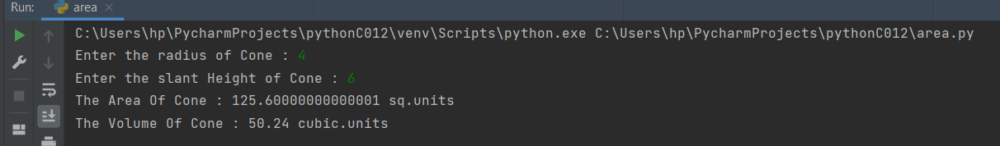 Run: area
C:\Users\hp\PycharmProjects\pythonC012\venv\Scripts\python.exe C:\Users\hp\PycharmProjects\pythonC012\area.py
Enter the radius of Cone : 4
Enter the slant Height of Cone : 6
The Area Of Cone : 125.60000000000001 sq.units
The Volume Of Cone : 50.24 cubic.units